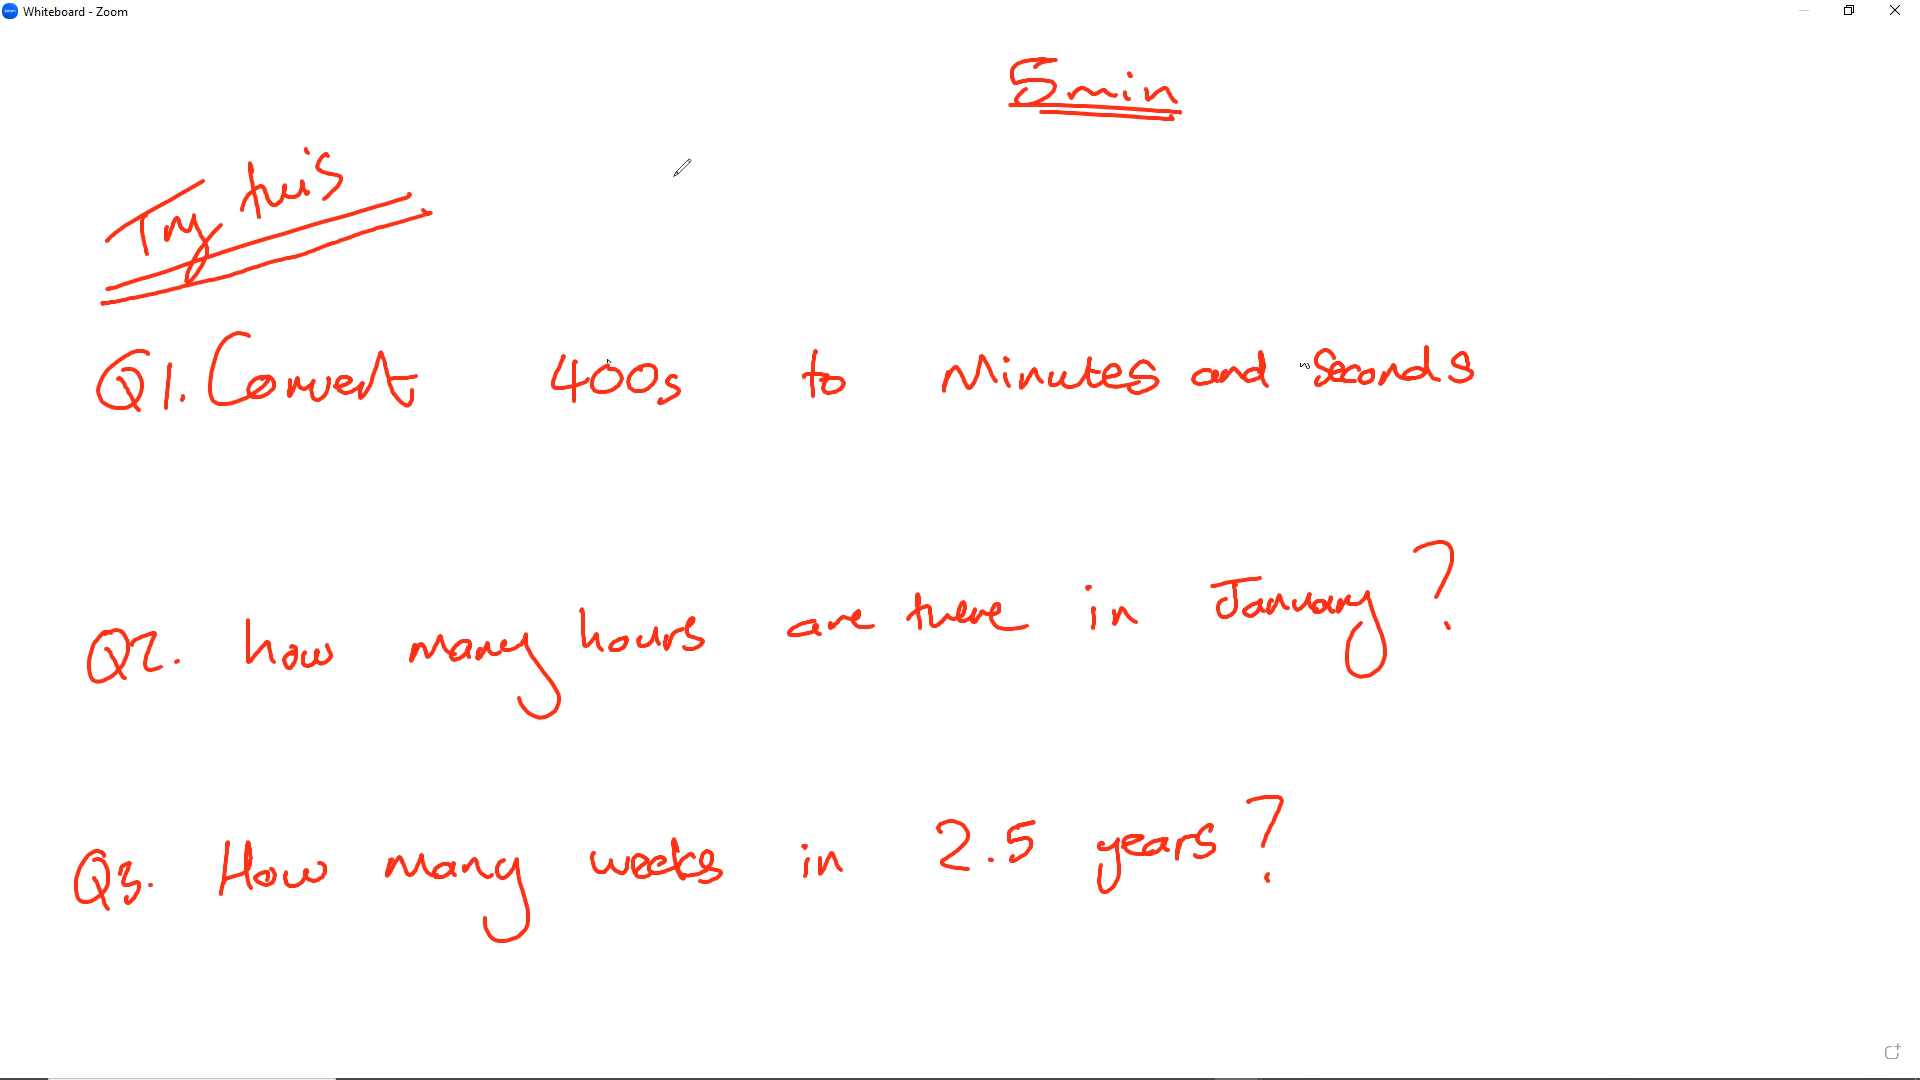 Whiteboard - Zoom
5min
Try this
Q1. Convert 400s to Minutes and Seconds
Q2. how many hours are there in January?
Q3. How many weeks in 2.5 years?